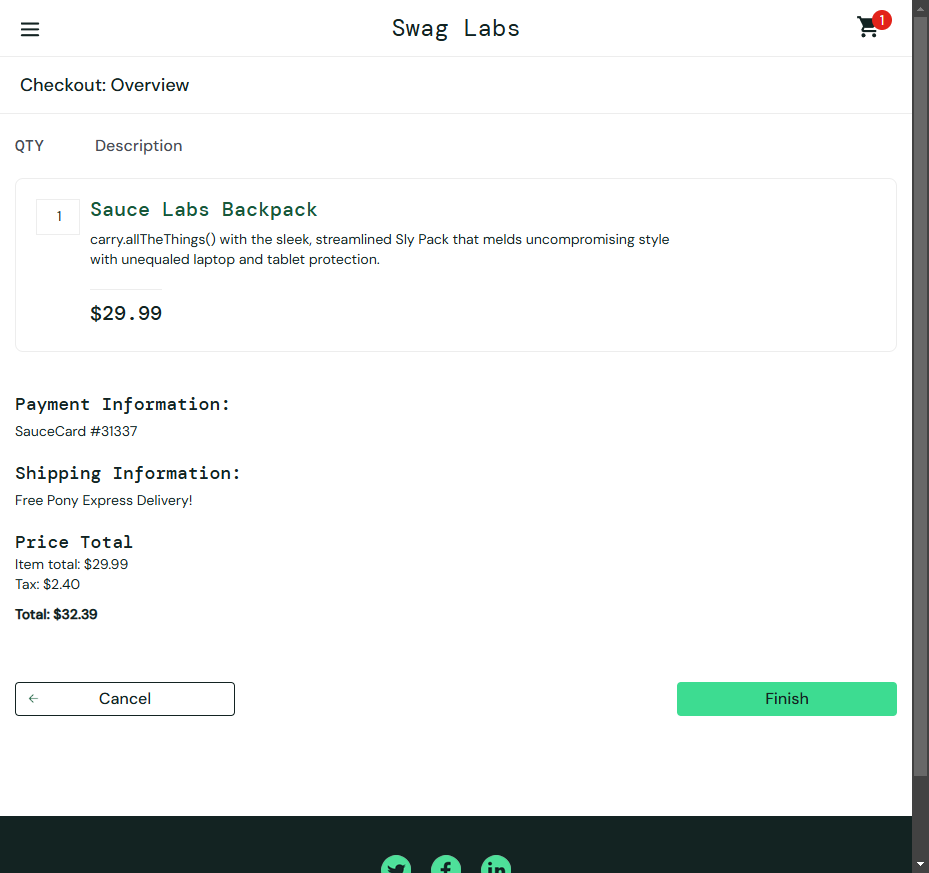 Swag Labs
1
Checkout: Overview
QTY Description
1
Sauce Labs Backpack
carry.allTheThings() with the sleek, streamlined Sly Pack that melds uncompromising style
with unequaled laptop and tablet protection.
$29.99
Payment Information:
SauceCard #31337
Shipping Information:
Free Pony Express Delivery!
Price Total
Item total: $29.99
Tax: $2.40
Total: $32.39
Cancel
Finish